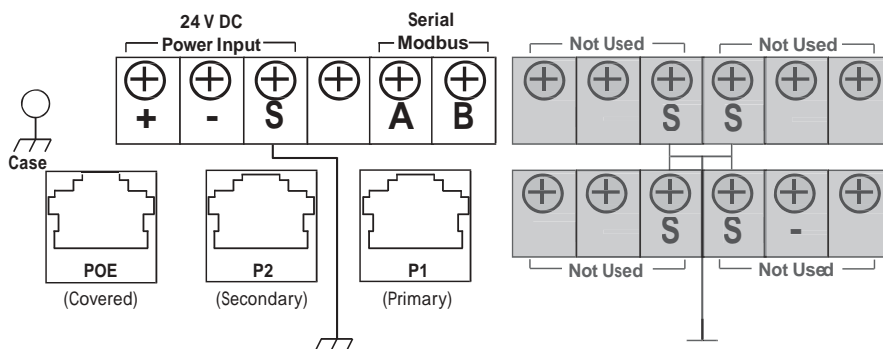 24 V DC
Power Input
Serial
Modbus
Not Used
Not Used
+ - S A B
S S
Case
S S -
POE
P2
P1
Not Used
Not Used
(Covered)
(Secondary)
(Primary)